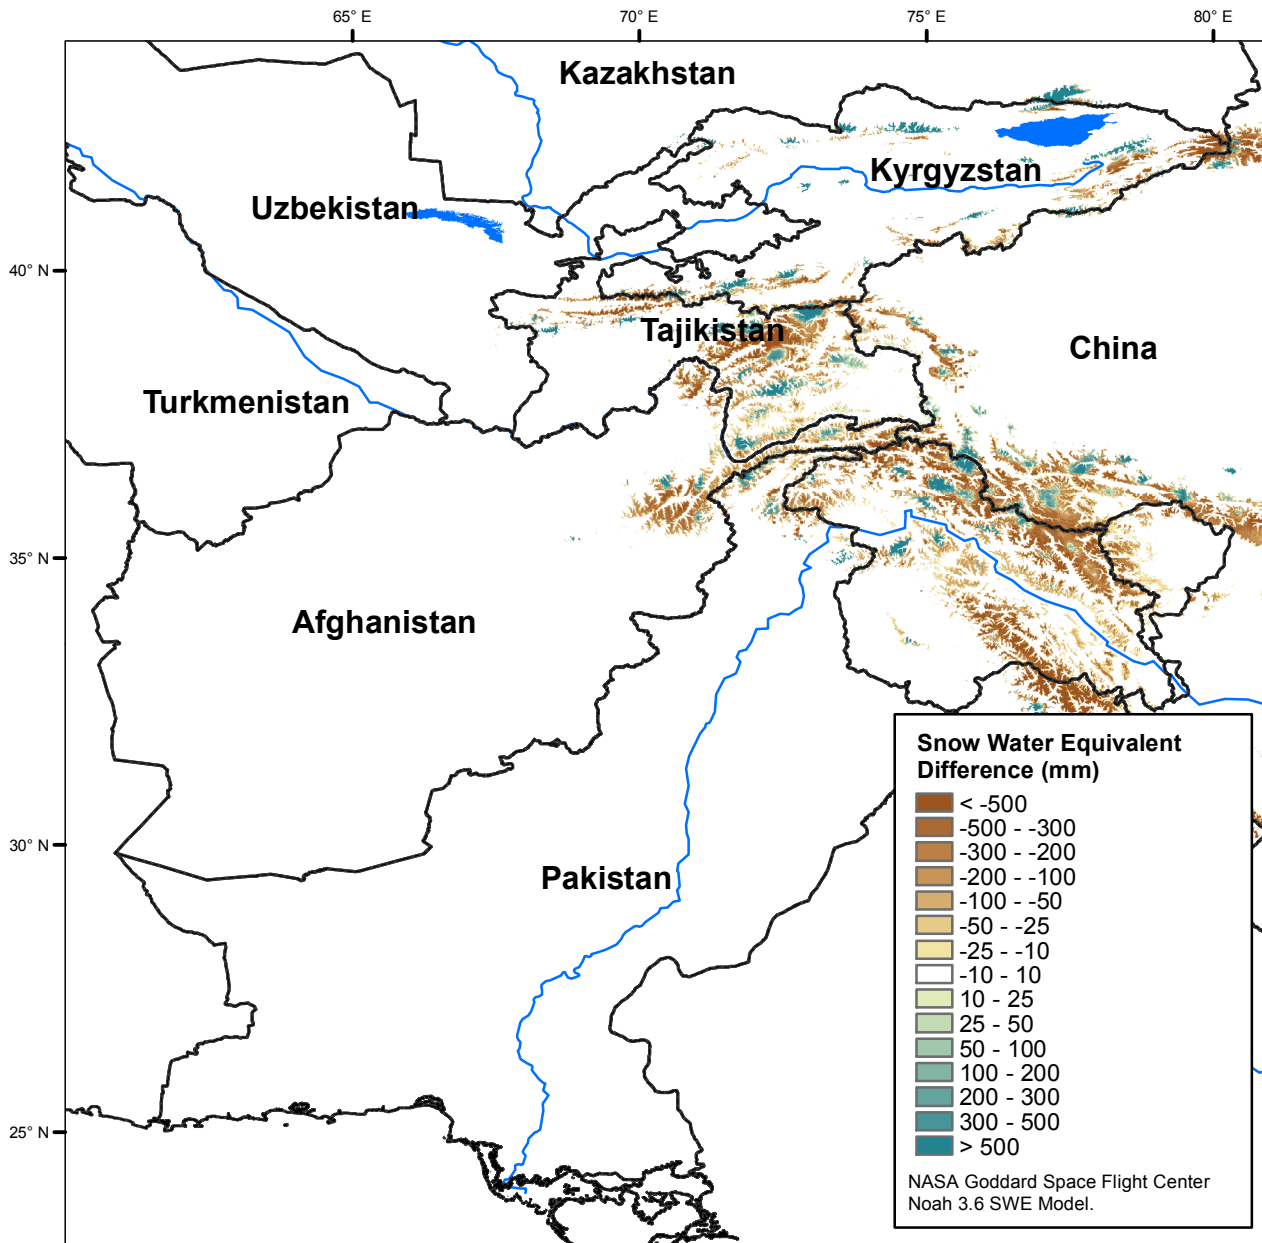 65° E
70° E
75° E
80° E
Kazakhstan
Kyrgyzstan
Uzbekistan
40° N
Tajikistan
China
Turkmenistan
35° N
Afghanistan
30° N
Pakistan
25° N
Snow Water Equivalent
Difference (mm)
< -500
-500 - -300
-300 - -200
-200 - -100
-100 - -50
-50 - -25
-25 - -10
-10 - 10
10 - 25
25 - 50
50 - 100
100 - 200
200 - 300
300 - 500
> 500
NASA Goddard Space Flight Center
Noah 3.6 SWE Model.